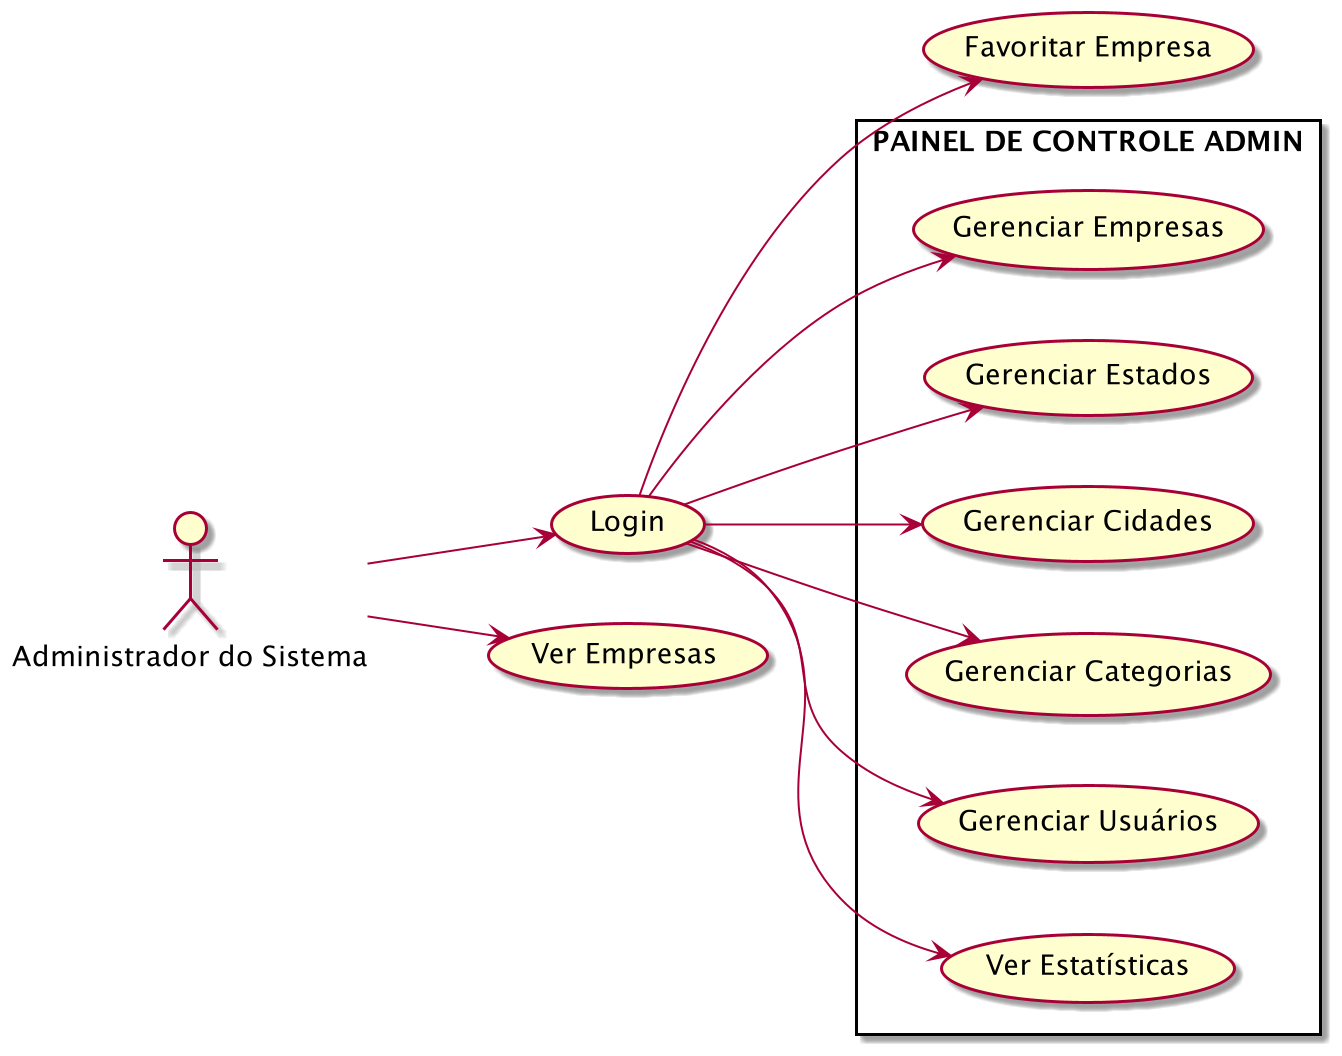 Favoritar Empresa
PAINEL DE CONTROLE ADMIN
Gerenciar Empresas
Gerenciar Estados
Login
Gerenciar Cidades
Administrador do Sistema
Ver Empresas
Gerenciar Categorias
Gerenciar Usuários
Ver Estatísticas